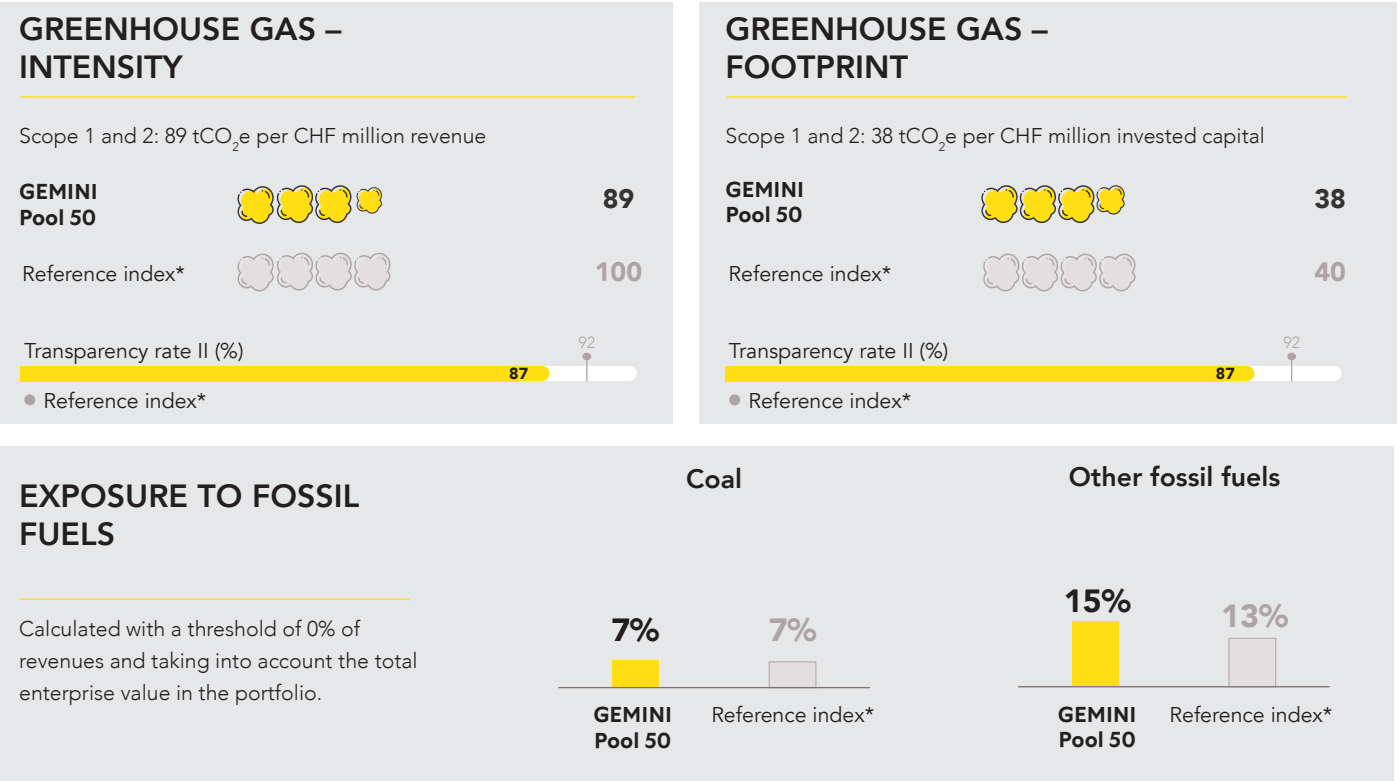 GREENHOUSE GAS –
INTENSITY
Scope 1 and 2: 89 tCO₂e per CHF million revenue
GEMINI
Pool 50
89
Reference index*
100
Transparency rate II (%)
92
87
Reference index*
GREENHOUSE GAS –
FOOTPRINT
Scope 1 and 2: 38 tCO₂e per CHF million invested capital
GEMINI
Pool 50
38
Reference index*
40
Transparency rate II (%)
92
87
Reference index*
EXPOSURE TO FOSSIL
FUELS
Calculated with a threshold of 0% of
revenues and taking into account the total
enterprise value in the portfolio.
Coal
7%
7%
GEMINI
Pool 50
Reference index*
Other fossil fuels
15%
13%
GEMINI
Pool 50
Reference index*